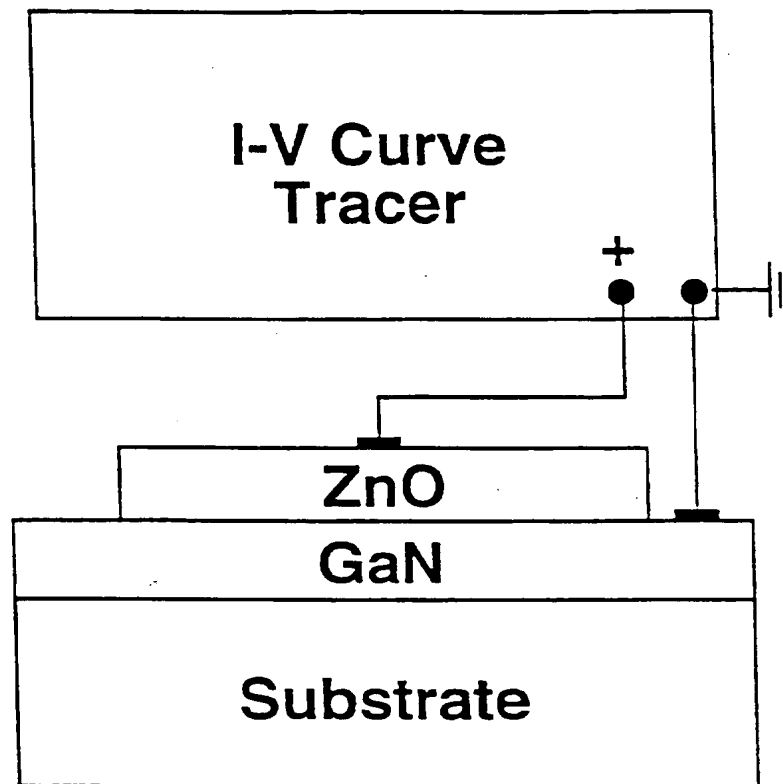 I-V Curve
Tracer
+
ZnO
GaN
Substrate